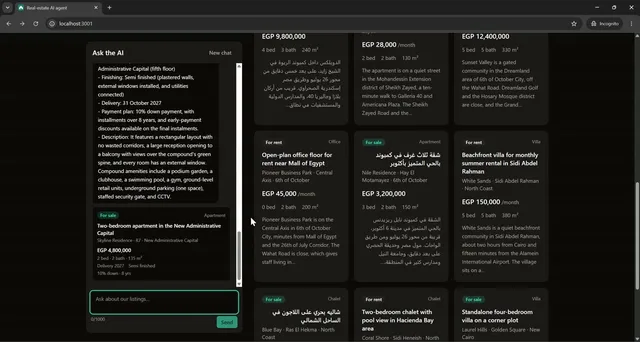 Real-estate AI agent
localhost:3001
Incognito
Ask the AI
New chat
Administrative Capital (fifth floor)
- Finishing: Semi finished (plastered walls, external windows installed, and utilities connected)
- Delivery: 31 October 2027
- Payment plan: 10% down payment, with installments over 8 years, and early-payment discounts available on the final instalments.
- Description: It features a rectangular layout with no wasted corridors, a large reception opening to a balcony with views over the compound's green spine, and every room has an external window. Compound amenities include a podium garden, a clubhouse, a swimming pool, a gym, ground-level retail units, underground parking (one space), staffed security gate, and CCTV.
For sale
Apartment
Two-bedroom apartment in the New Administrative Capital
Skyline Residence · R7 · New Administrative Capital
EGP 4,800,000
2 bed · 2 bath · 135 m²
Delivery 2027 · Semi finished
10% down · 8 yrs
Ask about our listings...
0/1000
Send
EGP 9,800,000
4 bed 3 bath 240 m²
EGP 28,000 /month
2 bed 2 bath 130 m²
The apartment is on a quiet street in the Mohandessin Extension district of Sheikh Zayed, a ten-minute walk to Galleria 40 and Americana Plaza. The Sheikh Zayed Road and the...
EGP 12,400,000
5 bed 5 bath 330 m²
Sunset Valley is a gated community in the Dreamland area of 6th of October City, off the Wahat Road. Dreamland Golf and the Hosary Mosque district are close, and the Grand...
For rent
Office
Open-plan office floor for rent near Mall of Egypt
Pioneer Business Park · Central Axis · 6th of October
EGP 45,000 /month
0 bed 2 bath 200 m²
Pioneer Business Park is on the Central Axis in 6th of October City, minutes from Mall of Egypt and the 26th of July Corridor. The Wahat Road is close, which gives staff living in...
For sale
Apartment
شقة ثلاث غرف في كمبوند بالحي المتميز بأكتوبر
Nile Residence · Hay El Motamayez · 6th of October
EGP 3,200,000
3 bed 2 bath 150 m²
For rent
Villa
Beachfront villa for monthly summer rental in Sidi Abdel Rahman
White Sands · Sidi Abdel Rahman · North Coast
EGP 150,000 /month
5 bed 5 bath 380 m²
White Sands is a quiet beachfront community in Sidi Abdel Rahman, about two hours from Cairo and fifteen minutes from the Alamein International Airport. The village sits on a...
For sale
Chalet
شاليه بحري على اللاجون في الساحل الشمالي
Blue Bay · Ras El Hekma · North Coast
For rent
Chalet
Two-bedroom chalet with pool view in Hacienda Bay area
Coral Shore · Sidi Heneish · North
For sale
Villa
Standalone four-bedroom villa on a corner plot
Laurel Hills · Golden Square · New Cairo